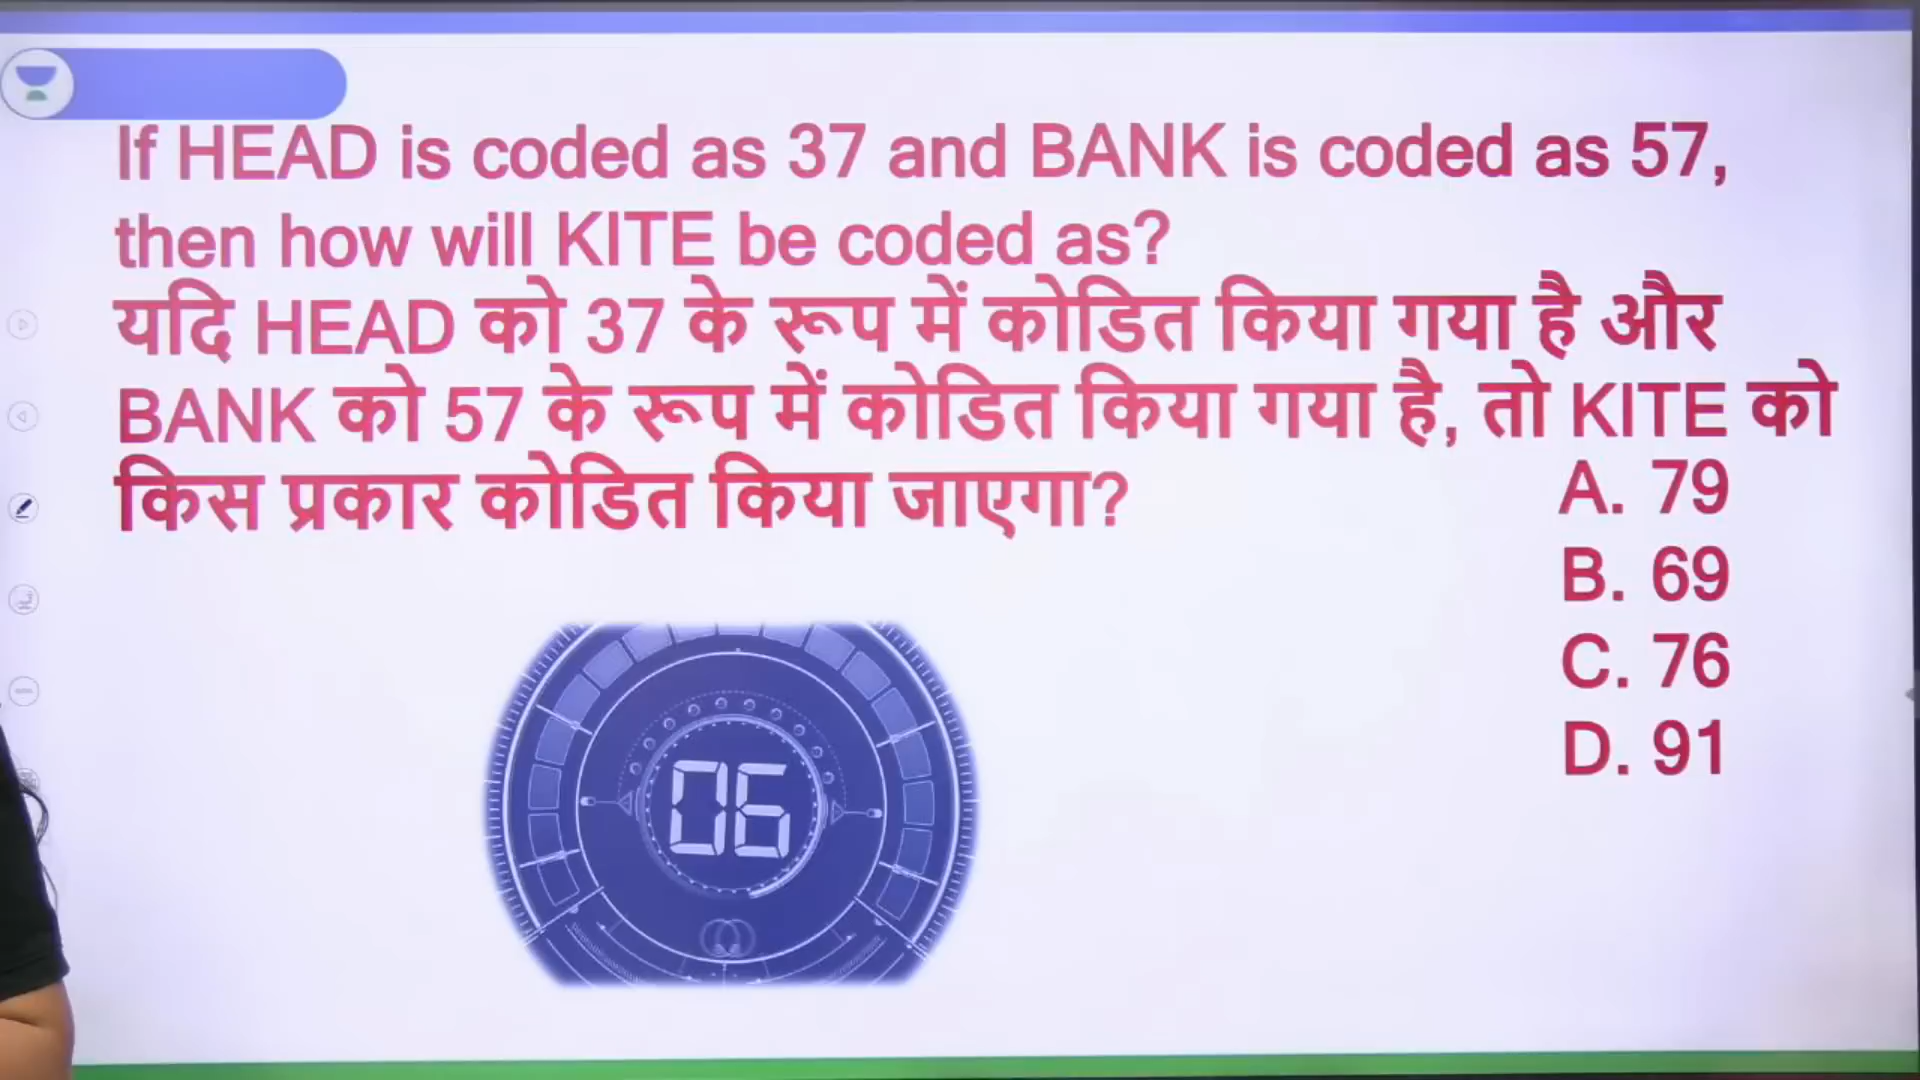 If HEAD is coded as 37 and BANK is coded as 57,
then how will KITE be coded as?
यदि HEAD को 37 के रूप में कोडित किया गया है और
BANK को 57 के रूप में कोडित किया गया है, तो KITE को
किस प्रकार कोडित किया जाएगा?
A. 79
B. 69
C. 76
D. 91
06